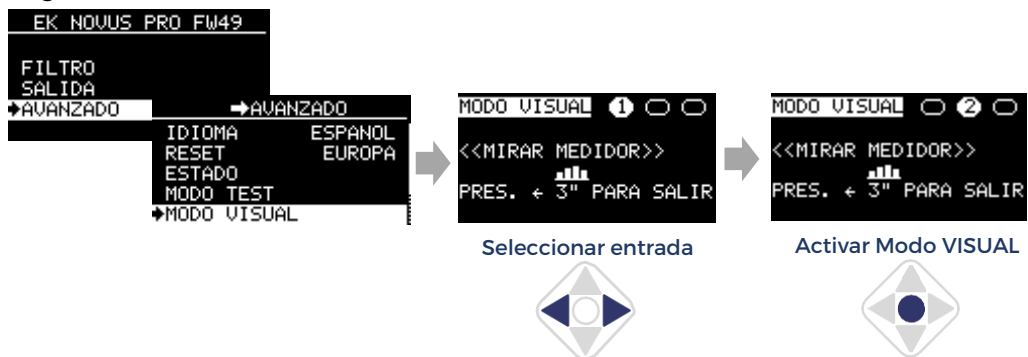 EK NOVUS PRO FW49
FILTRO
SALIDA
➔AVANZADO
➔AVANZADO
IDIOMA ESPANOL
RESET EUROPA
ESTADO
MODO TEST
➔MODO VISUAL
MODO VISUAL 1
<<MIRAR MEDIDOR>>
PRES. ← 3" PARA SALIR
Seleccionar entrada
MODO VISUAL 2
<<MIRAR MEDIDOR>>
PRES. ← 3" PARA SALIR
Activar Modo VISUAL